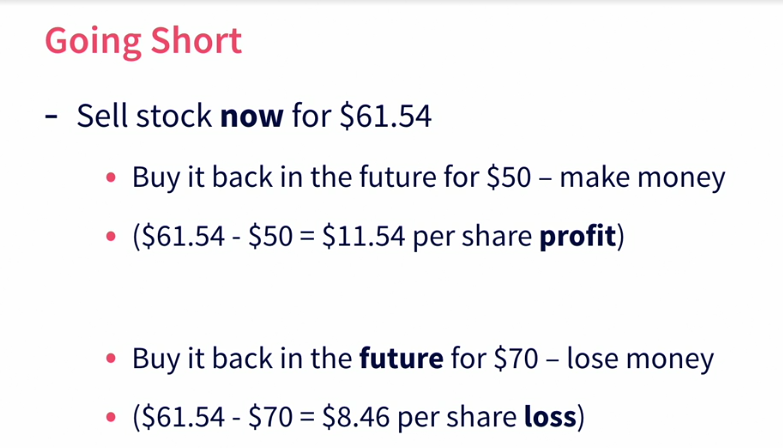 Going Short
- Sell stock now for $61.54
• Buy it back in the future for $50 – make money
• ($61.54 - $50 = $11.54 per share profit)
• Buy it back in the future for $70 – lose money
• ($61.54 - $70 = $8.46 per share loss)